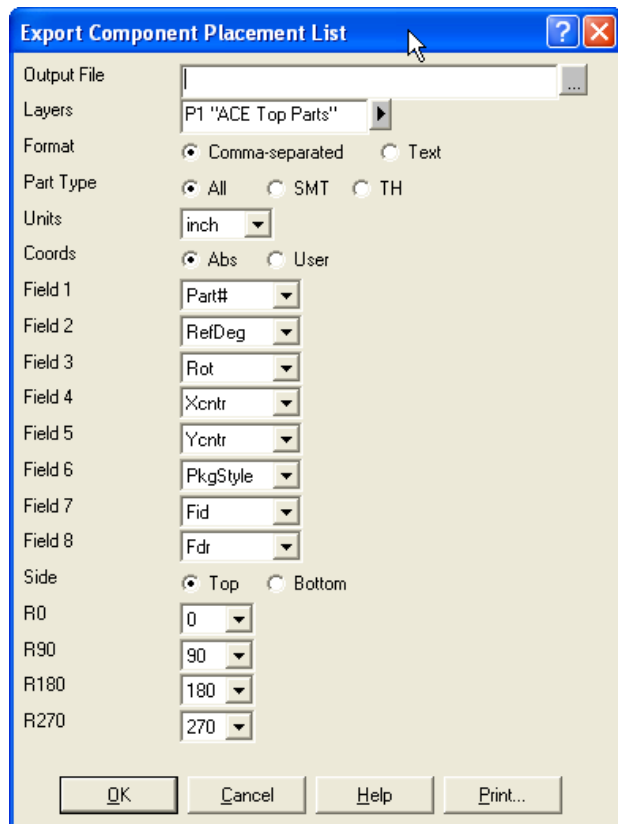 Export Component Placement List
Output File
...
Layers P1 "ACE Top Parts"
Format Comma-separated Text
Part Type All SMT TH
Units inch
Coords Abs User
Field 1 Part#
Field 2 RefDeg
Field 3 Rot
Field 4 Xcntr
Field 5 Ycntr
Field 6 PkgStyle
Field 7 Fid
Field 8 Fdr
Side Top Bottom
R0 0
R90 90
R180 180
R270 270
OK Cancel Help Print...